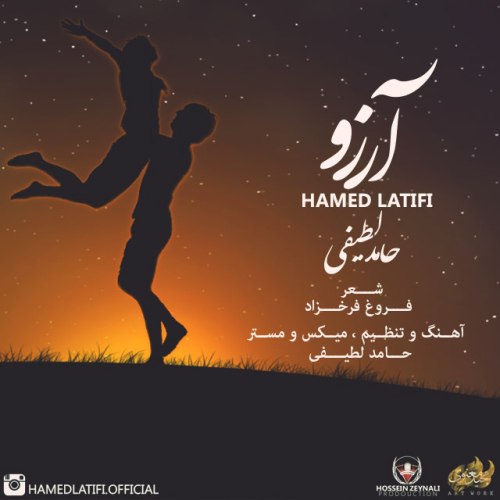 آرزو
HAMED LATIFI
حامد لطیفی
شعر
فروغ فرخزاد
آهنگ و تنظیم ، میکس و مستر
حامد لطیفی
HAMEDLATIFI.OFFICIAL
HOSSEIN ZEYNALI
PRODOUCTION
ART WORK